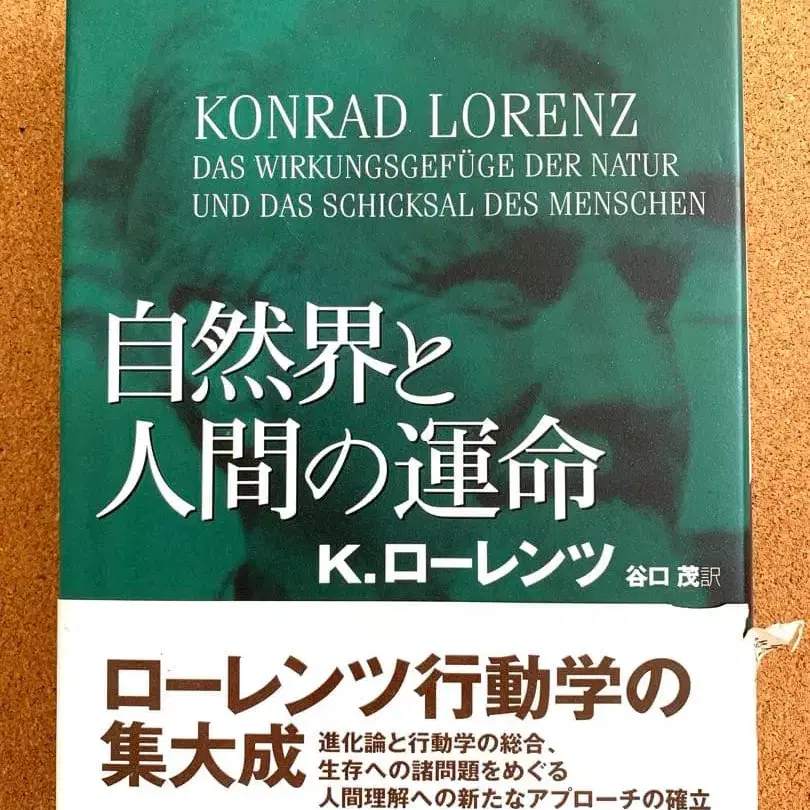 KONRAD LORENZ
DAS WIRKUNGSGEFÜGE DER NATUR
UND DAS SCHICKSAL DES MENSCHEN
自然界と
人間の運命
K.ローレンツ 谷口 茂訳
ローレンツ行動学の
集大成
進化論と行動学の総合、
生存への諸問題をめぐる
人間理解への新たなアプローチの確立